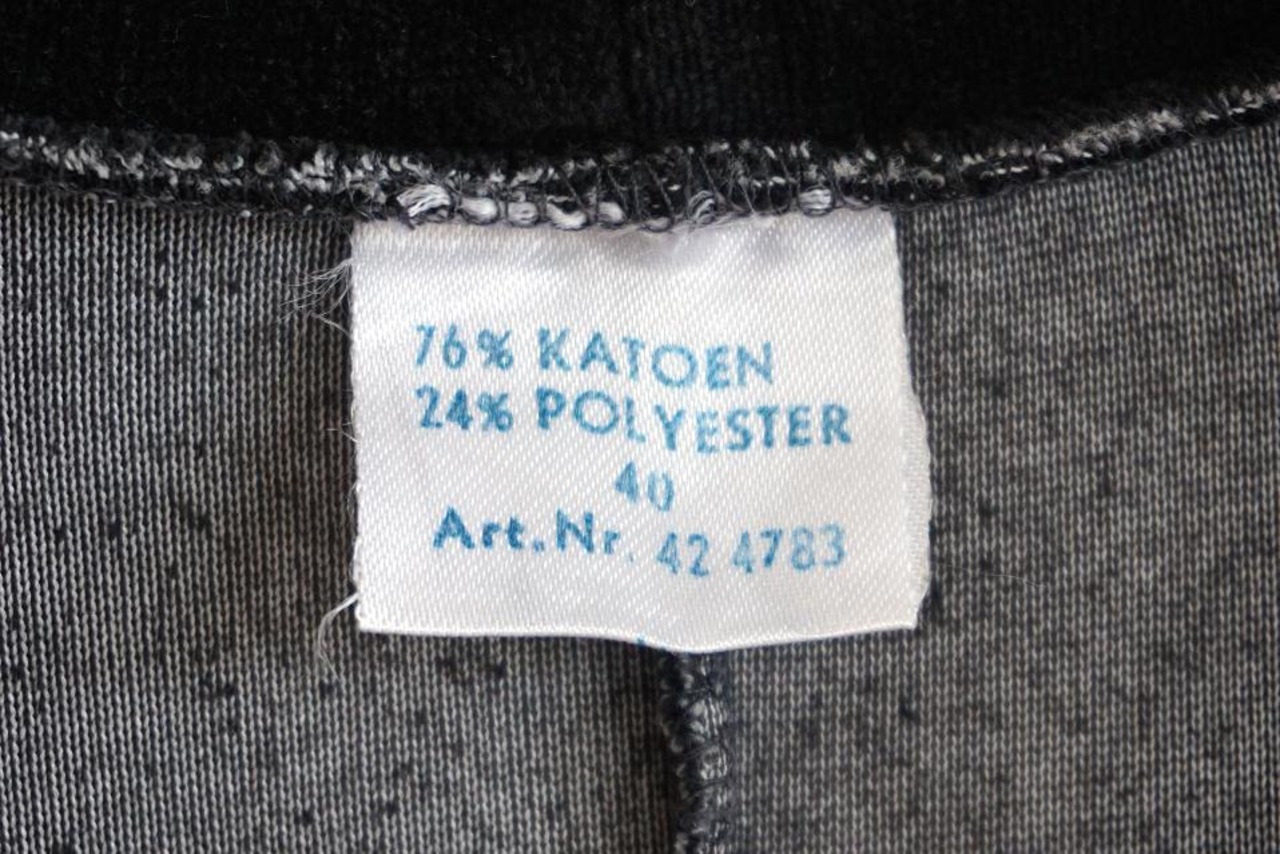 76% KATOEN
24% POLYESTER
40
Art.Nr. 42 4783